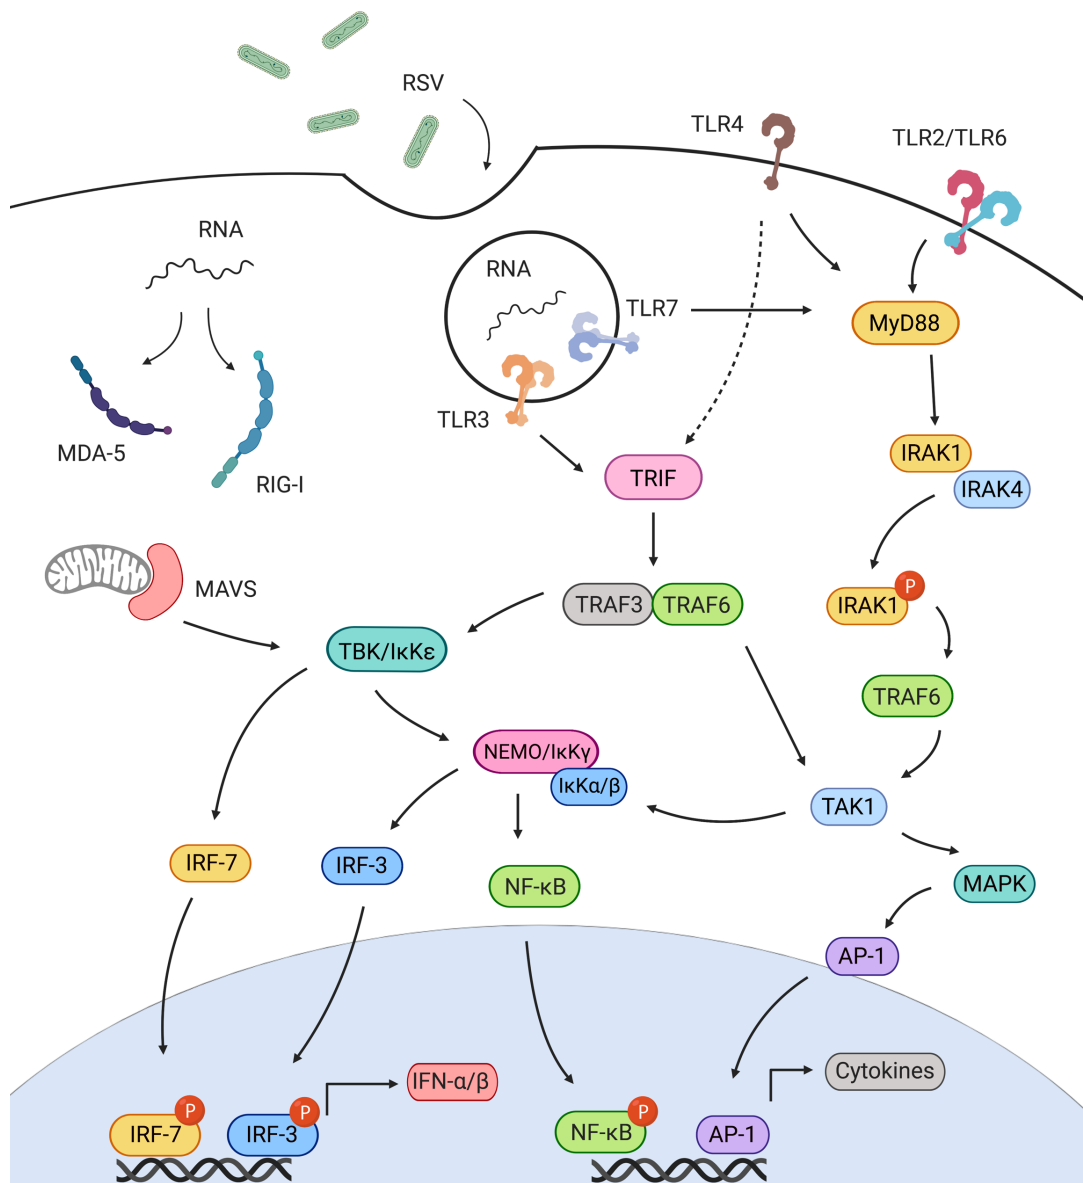 RSV
TLR4
TLR2/TLR6
RNA
RNA
TLR7
MyD88
TLR3
MDA-5
RIG-I
TRIF
IRAK1
IRAK4
MAVS
TRAF3
TRAF6
IRAK1
P
TBK/IκKε
TRAF6
NEMO/IκKγ
IκKα/β
TAK1
IRF-7
IRF-3
NF-κB
MAPK
AP-1
IFN-α/β
Cytokines
IRF-7
P
IRF-3
P
NF-κB
P
AP-1